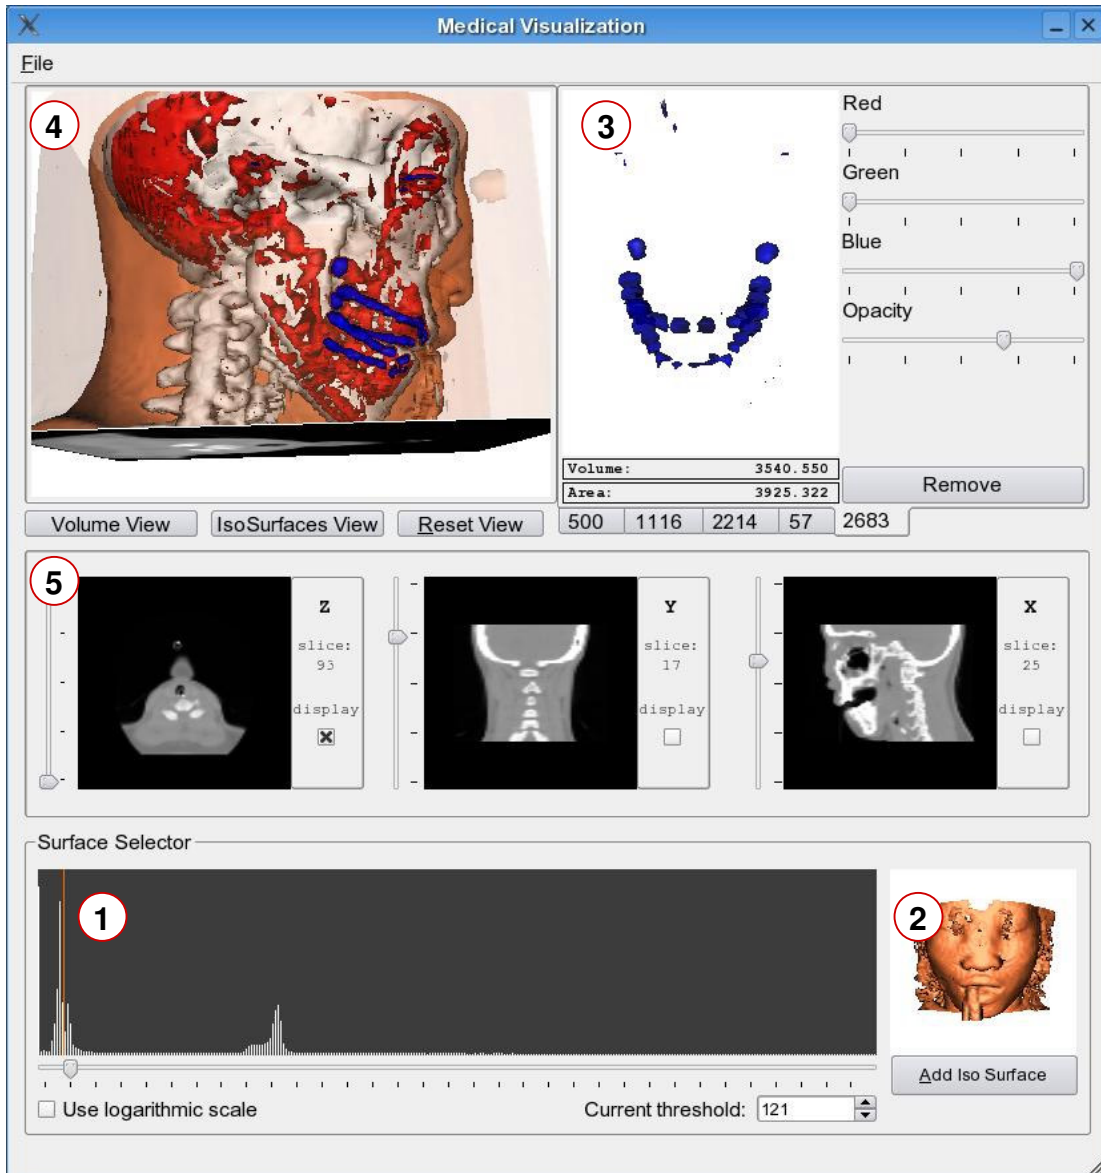 Medical Visualization
File
4
3
Red
Green
Blue
Opacity
Volume: 3540.550
Area: 3925.322
Remove
Volume View IsoSurfaces View Reset View
500 1116 2214 57 2683
5
Z
slice:
93
display
Y
slice:
17
display
X
slice:
25
display
Surface Selector
1
2
Add Iso Surface
Use logarithmic scale
Current threshold: 121